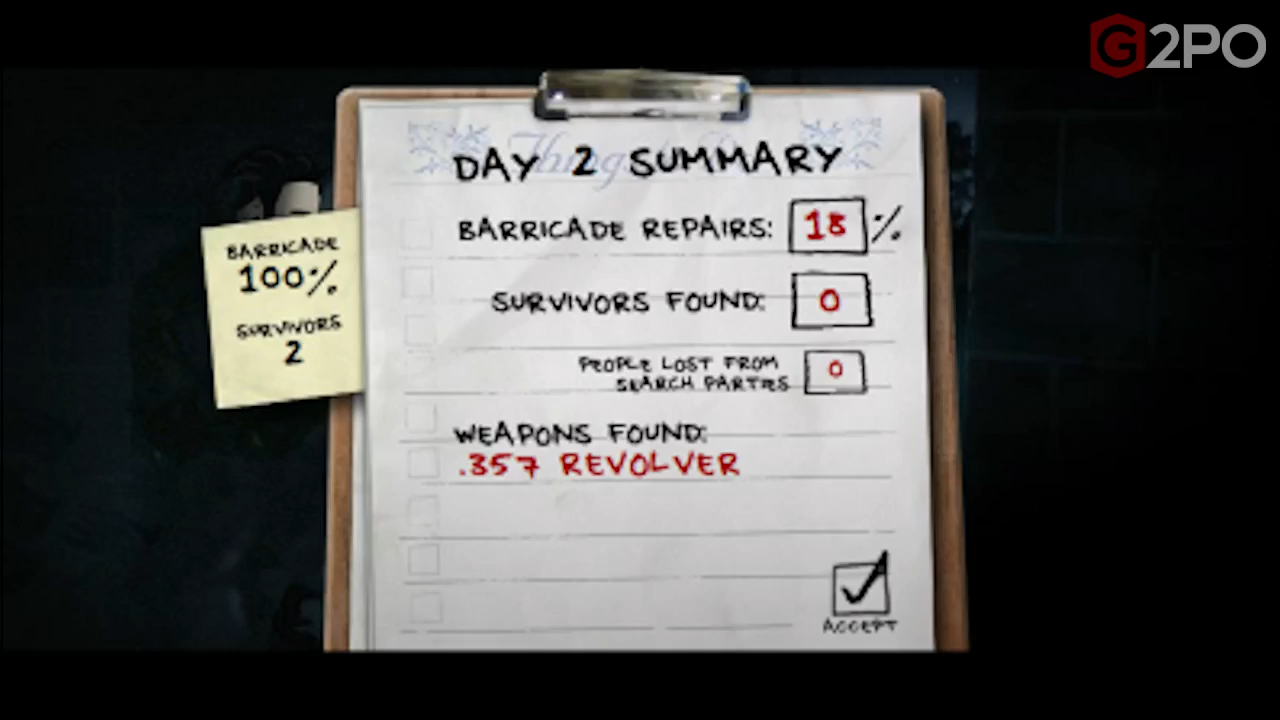 G2PO
DAY 2 SUMMARY
BARRICADE REPAIRS: 18 %
SURVIVORS FOUND: 0
PEOPLE LOST FROM
SEARCH PARTIES 0
WEAPONS FOUND:
.357 REVOLVER
ACCEPT
BARRICADE
100%
SURVIVORS
2